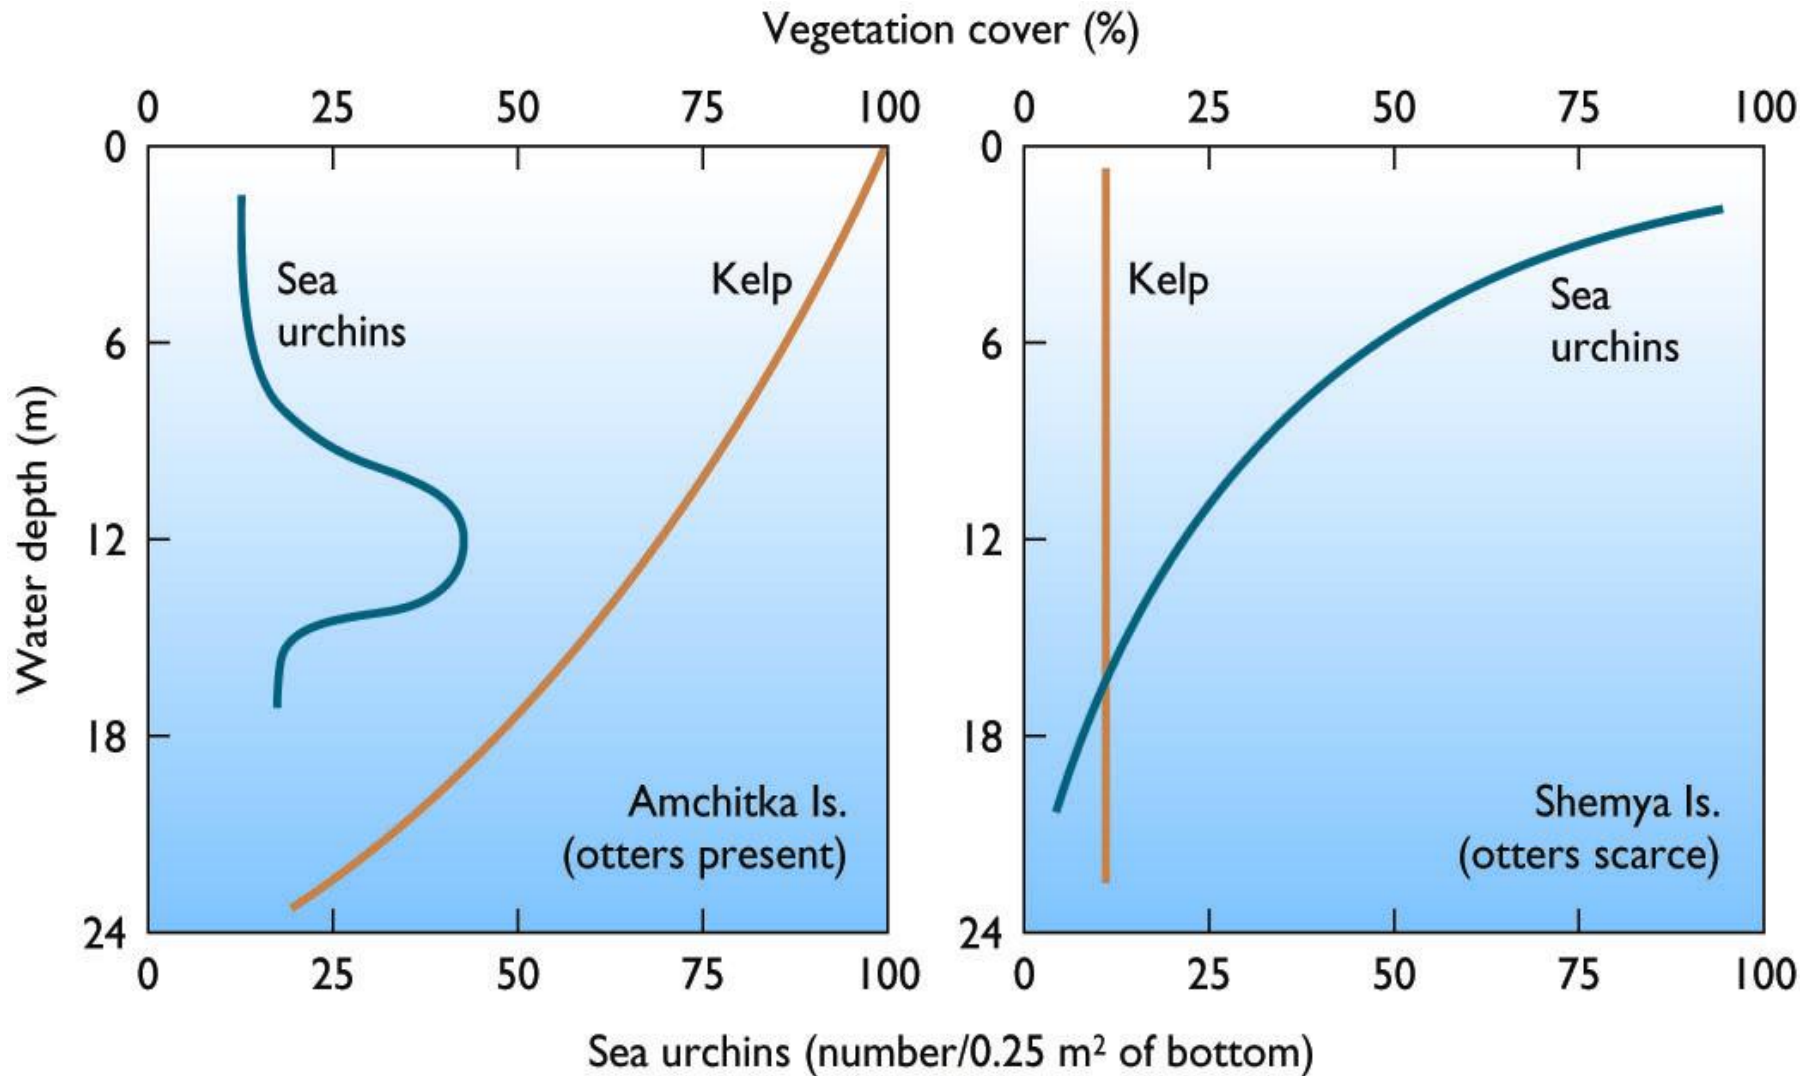 Vegetation cover (%)
0 25 50 75 100
0 25 50 75 100
0
6
12
18
24
Water depth (m)
Sea
urchins
Kelp
Amchitka Is.
(otters present)
0
6
12
18
24
Kelp
Sea
urchins
Shemya Is.
(otters scarce)
0 25 50 75 100
0 25 50 75 100
Sea urchins (number/0.25 m² of bottom)